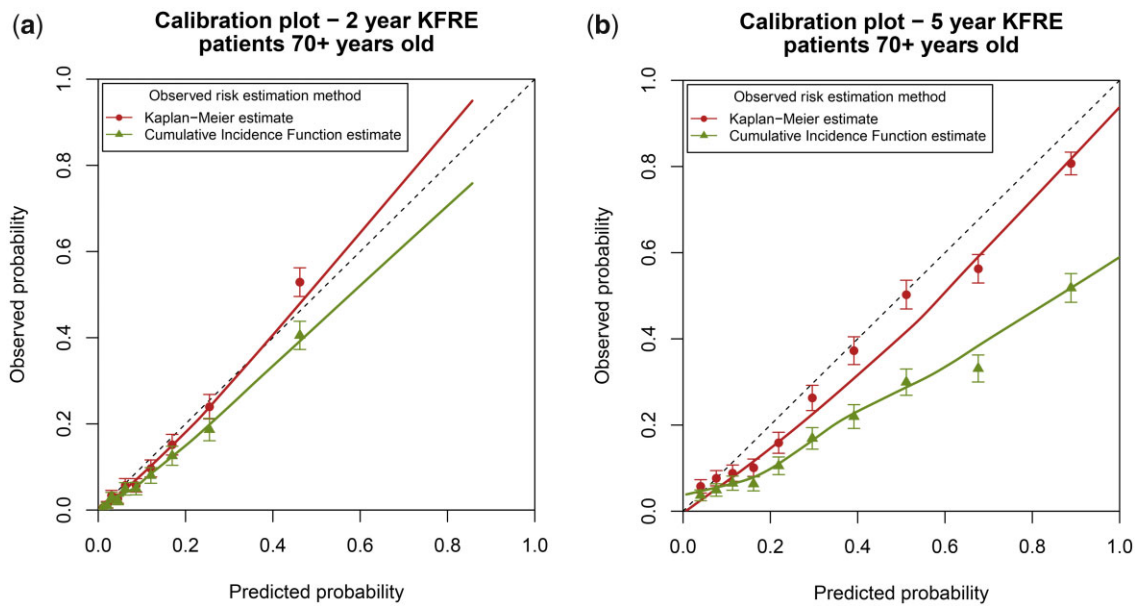 (a)
Calibration plot − 2 year KFRE
patients 70+ years old
Observed risk estimation method
Kaplan−Meier estimate
Cumulative Incidence Function estimate
Observed probability
1.0
0.8
0.6
0.4
0.2
0.0
0.0 0.2 0.4 0.6 0.8 1.0
Predicted probability
(b)
Calibration plot − 5 year KFRE
patients 70+ years old
Observed risk estimation method
Kaplan−Meier estimate
Cumulative Incidence Function estimate
Observed probability
1.0
0.8
0.6
0.4
0.2
0.0
0.0 0.2 0.4 0.6 0.8 1.0
Predicted probability